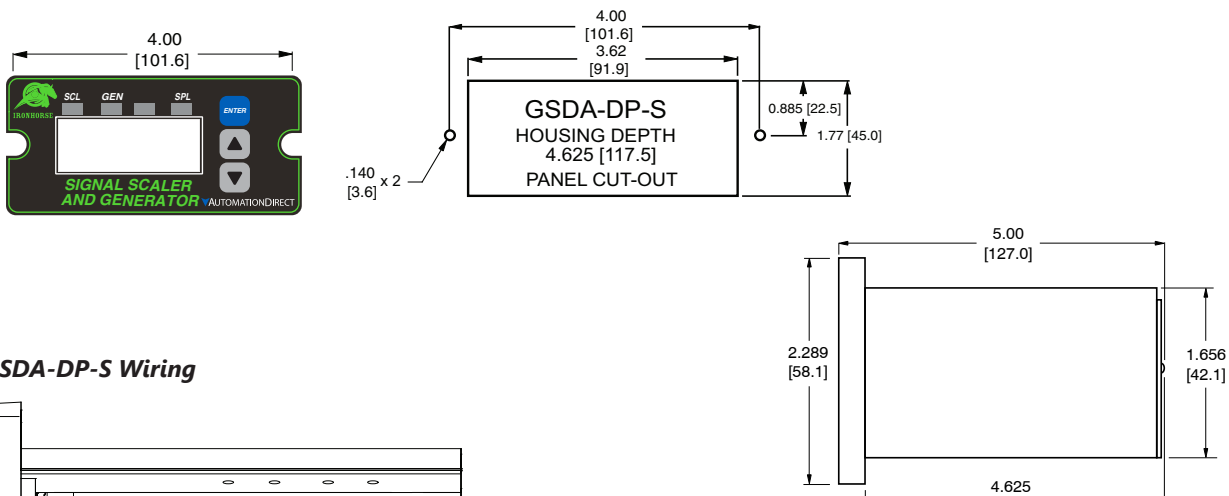 4.00
[101.6]
SCL GEN SPL
IRONHORSE
ENTER
SIGNAL SCALER
AND GENERATOR
AUTOMATIONDIRECT
4.00
[101.6]
3.62
[91.9]
GSDA-DP-S
HOUSING DEPTH
4.625 [117.5]
PANEL CUT-OUT
0.885 [22.5]
1.77 [45.0]
.140 x 2
[3.6]
5.00
[127.0]
2.289
[58.1]
1.656
[42.1]
4.625
SDA-DP-S Wiring